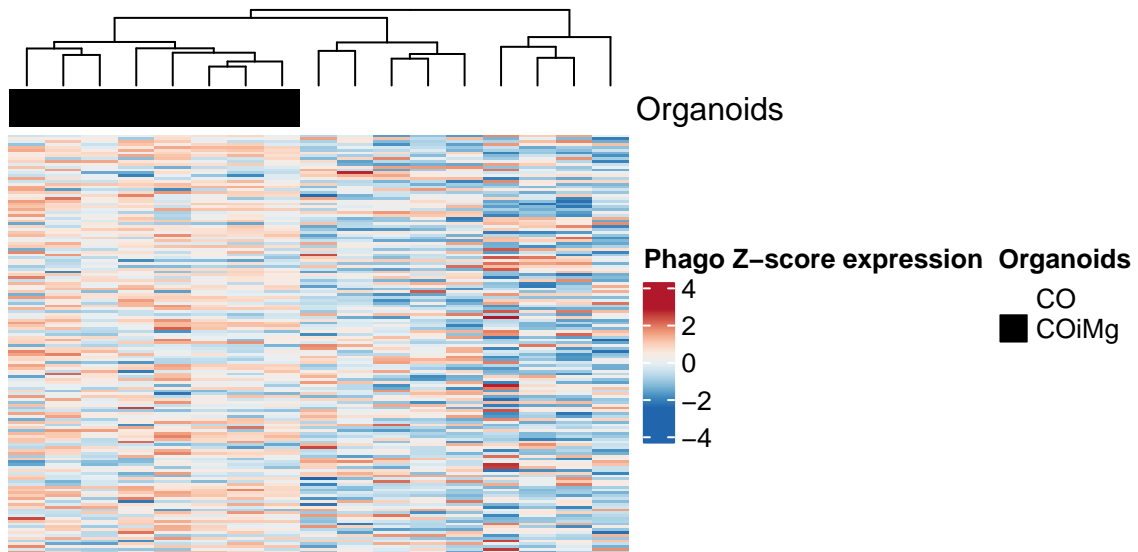 Organoids
Phago Z−score expression
4
2
0
−2
−4
Organoids
CO
COiMg